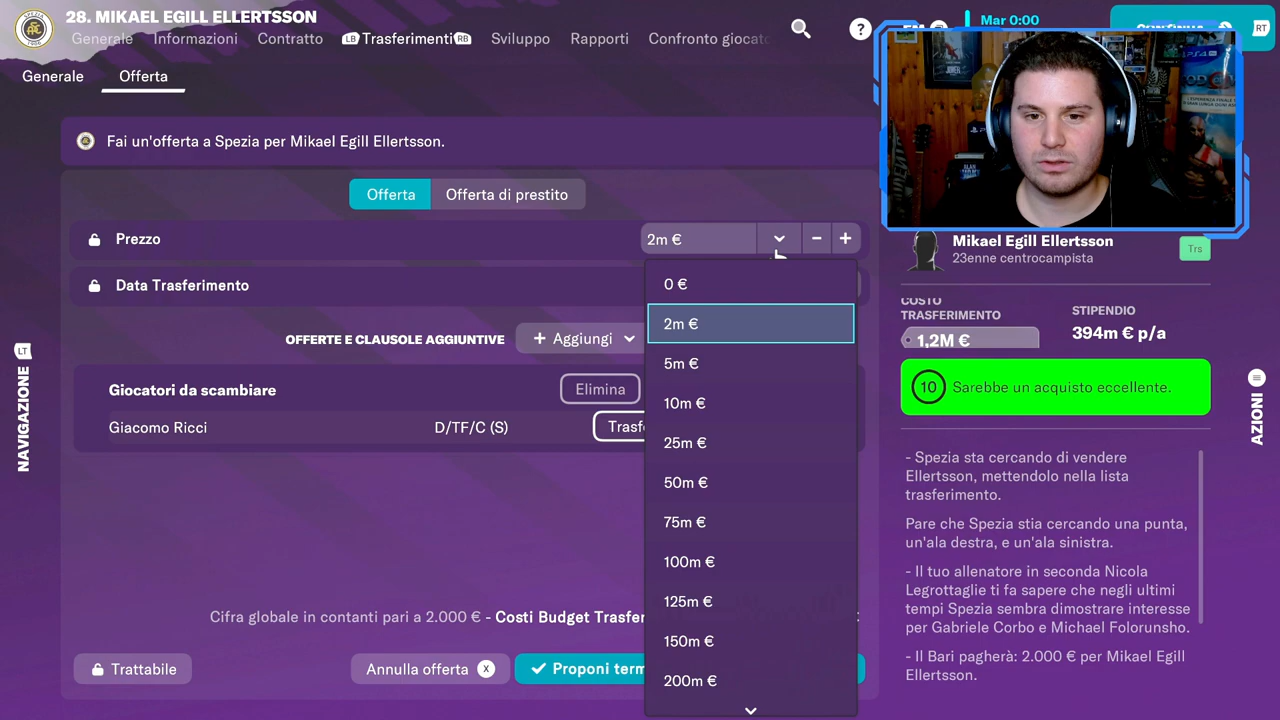 28. MIKAEL EGILL ELLERTSSON
Generale Informazioni Contratto LB Trasferimenti RB Sviluppo Rapporti Confronto giocato
Mar 0:00
RT
Generale Offerta
Fai un'offerta a Spezia per Mikael Egill Ellertsson.
Offerta Offerta di prestito
Prezzo 2m €
Data Trasferimento
0 €
2m €
5m €
10m €
25m €
50m €
75m €
100m €
125m €
150m €
200m €
OFFERTE E CLAUSOLE AGGIUNTIVE + Aggiungi
Giocatori da scambiare Elimina
Giacomo Ricci D/TF/C (S) Trasf
Cifra globale in contanti pari a 2.000 € - Costi Budget Trasfer
Trattabile Annulla offerta X Proponi term
LT
NAVIGAZIONE
Mikael Egill Ellertsson Trs
23enne centrocampista
COSTO TRASFERIMENTO
1,2M €
STIPENDIO
394m € p/a
10 Sarebbe un acquisto eccellente.
- Spezia sta cercando di vendere
Ellertsson, mettendolo nella lista
trasferimento.
Pare che Spezia stia cercando una punta,
un'ala destra, e un'ala sinistra.
- Il tuo allenatore in seconda Nicola
Legrottaglie ti fa sapere che negli ultimi
tempi Spezia sembra dimostrare interesse
per Gabriele Corbo e Michael Folorunsho.
- Il Bari pagherà: 2.000 € per Mikael Egill
Ellertsson.
AZIONI